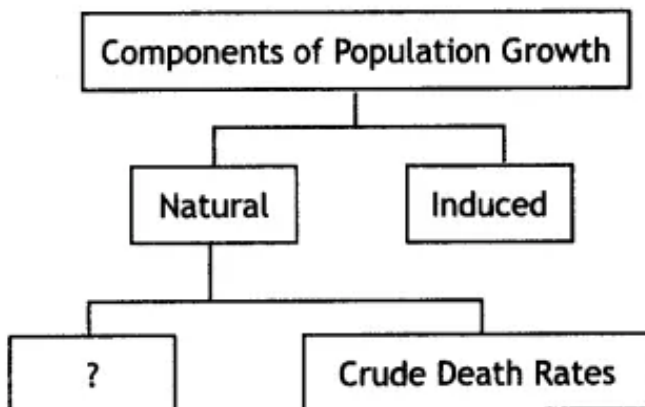 Components of Population Growth
Natural
Induced
?
Crude Death Rates